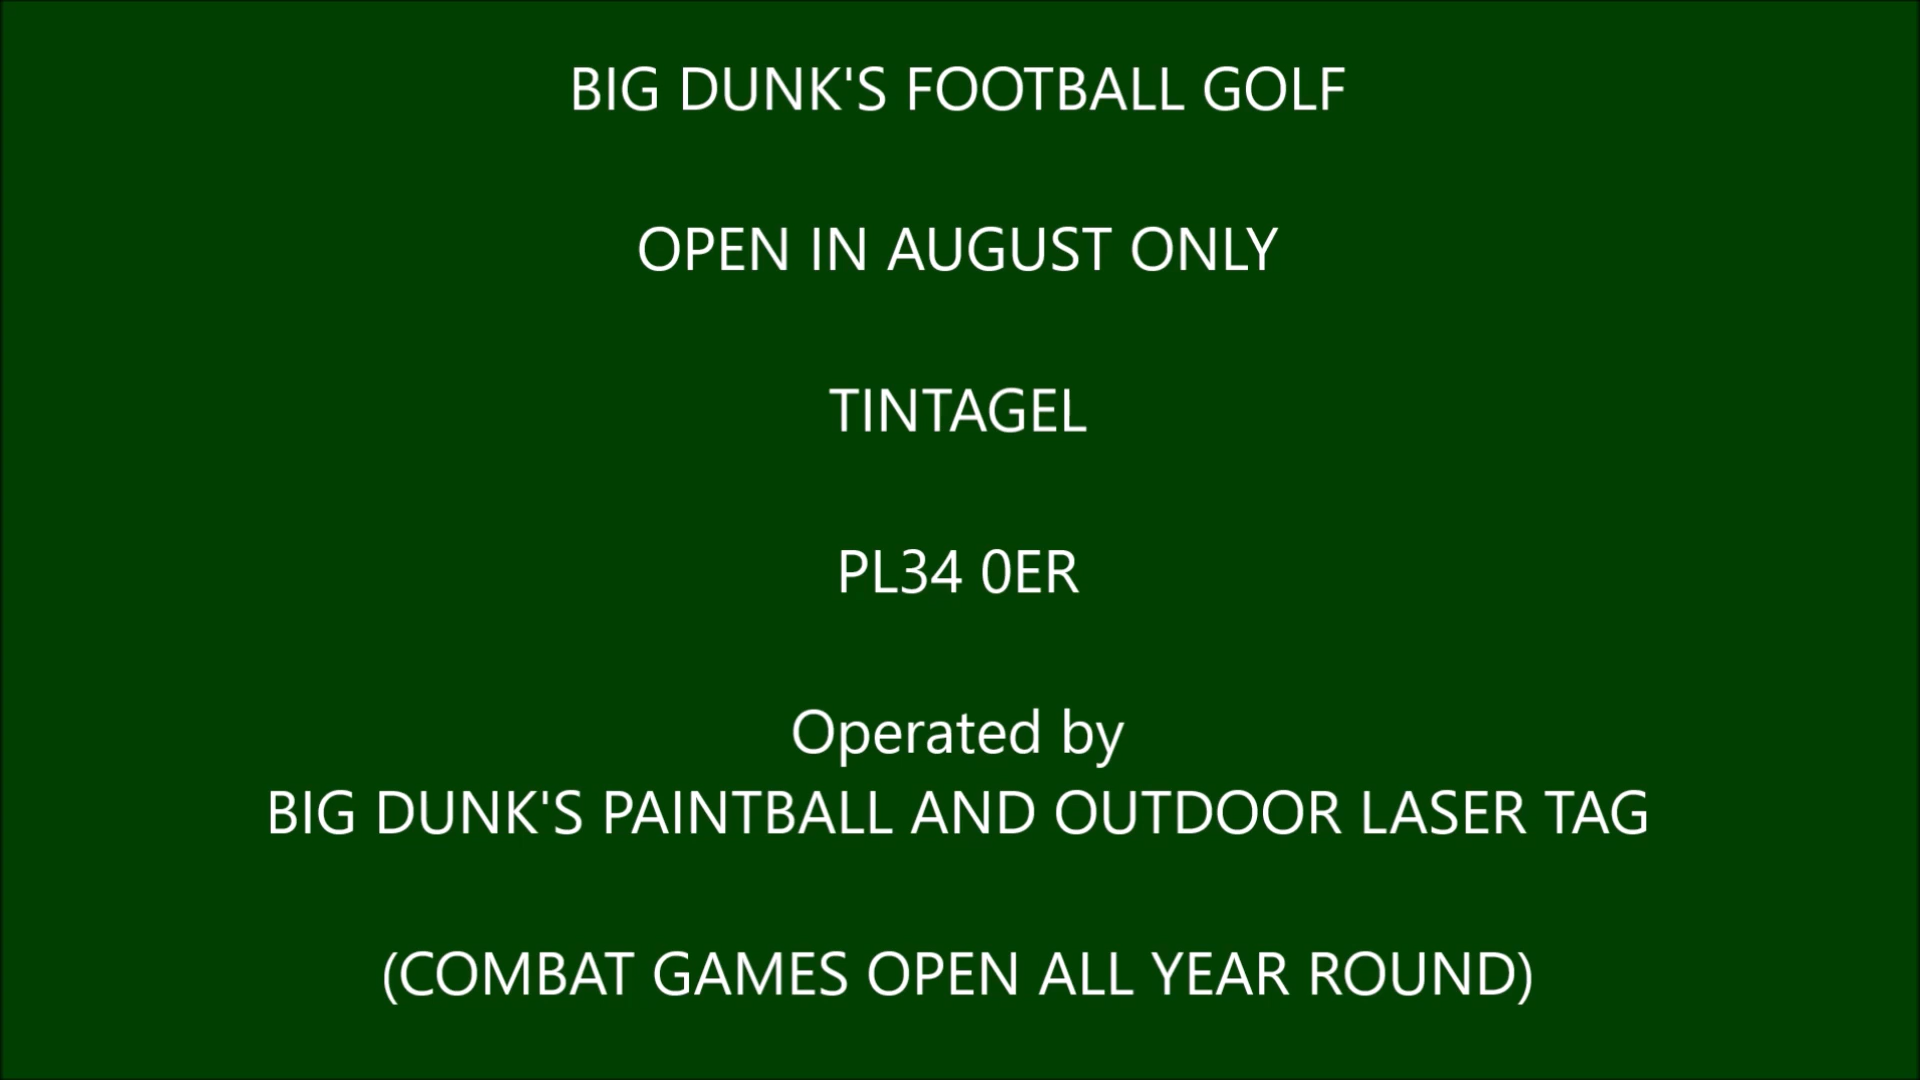 BIG DUNK'S FOOTBALL GOLF
OPEN IN AUGUST ONLY
TINTAGEL
PL34 0ER
Operated by
BIG DUNK'S PAINTBALL AND OUTDOOR LASER TAG
(COMBAT GAMES OPEN ALL YEAR ROUND)